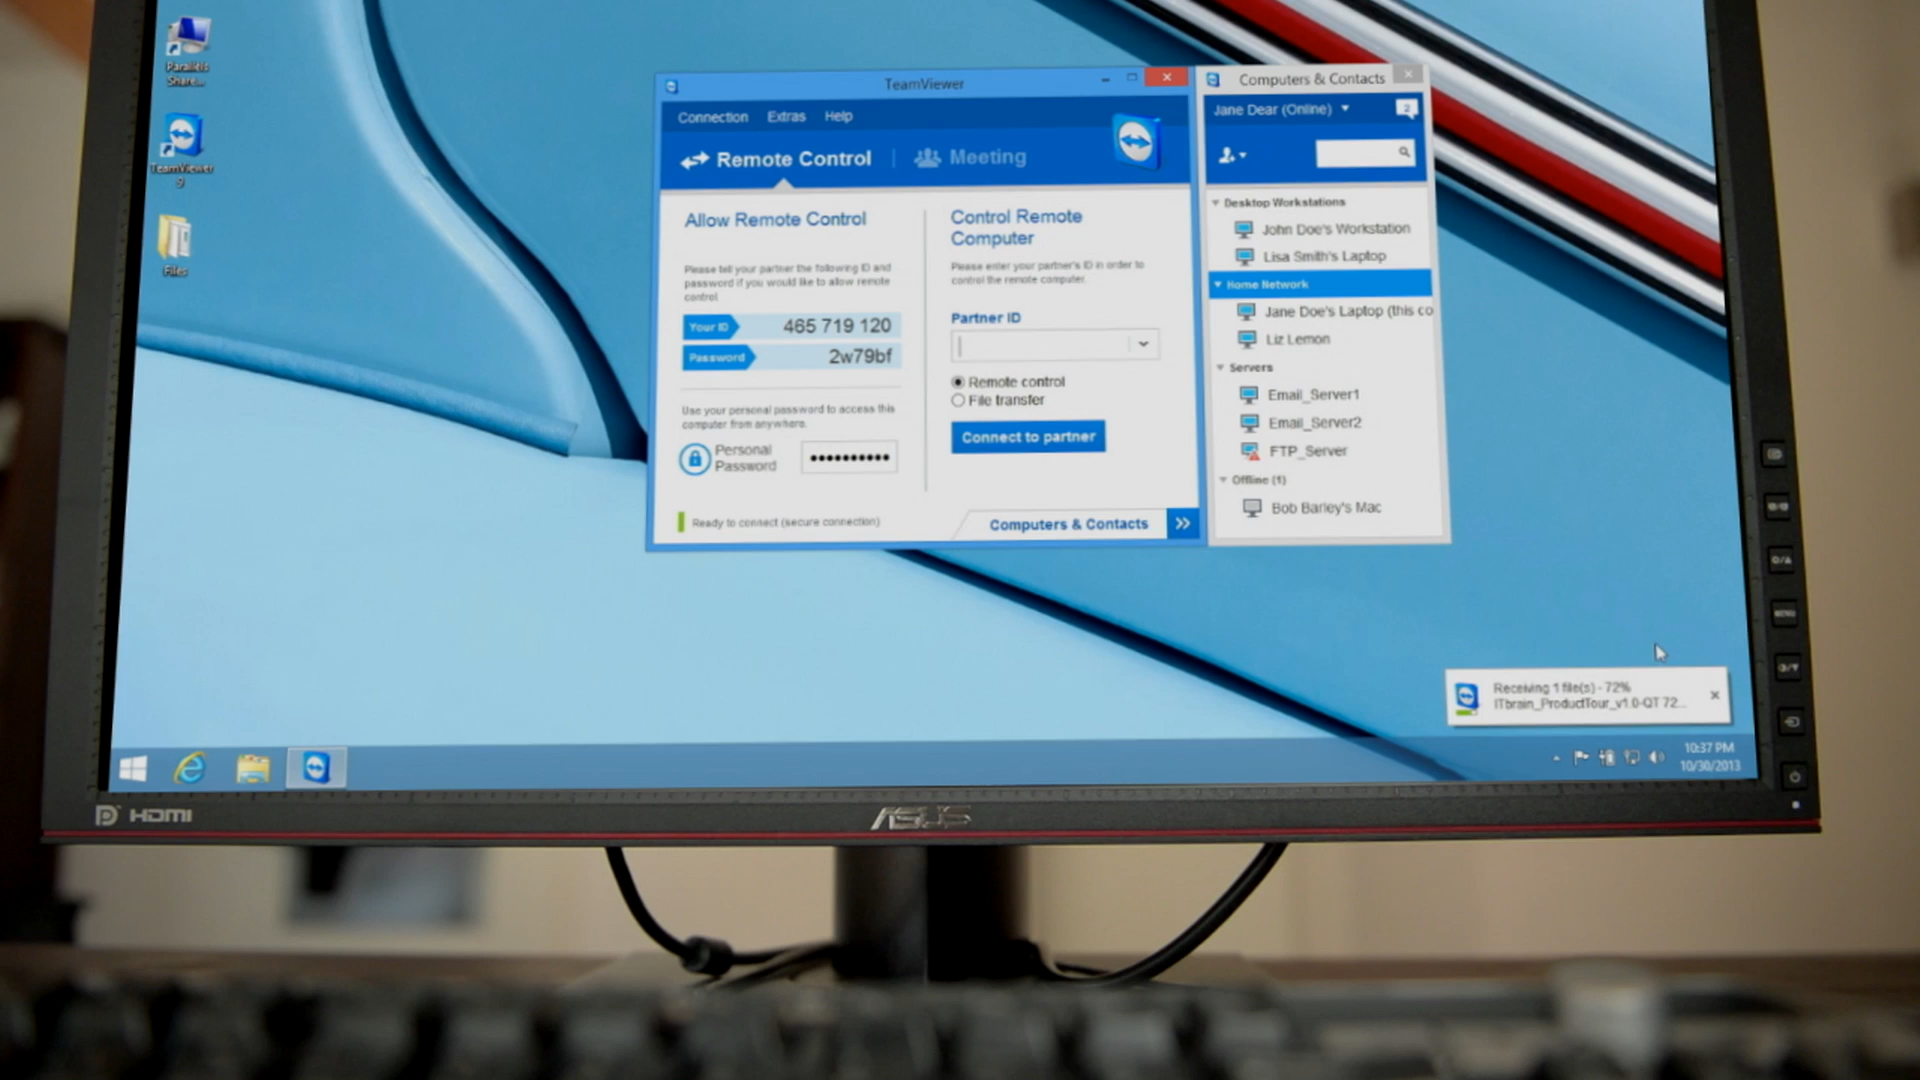 Parallels
Share...
TeamViewer
9
Files
TeamViewer
Connection Extras Help
Remote Control Meeting
Allow Remote Control
Please tell your partner the following ID and
password if you would like to allow remote
control.
Your ID 465 719 120
Password 2w79bf
Use your personal password to access this
computer from anywhere.
Personal
Password
Ready to connect (secure connection)
Control Remote
Computer
Please enter your partner's ID in order to
control the remote computer.
Partner ID
Remote control
File transfer
Connect to partner
Computers & Contacts
Computers & Contacts
Jane Dear (Online)
2
Desktop Workstations
John Doe's Workstation
Lisa Smith's Laptop
Home Network
Jane Doe's Laptop (this co
Liz Lemon
Servers
Email_Server1
Email_Server2
FTP_Server
Offline (1)
Bob Barley's Mac
Receiving 1 file(s) - 72%
ITbrain_ProductTour_v1.0-QT 72...
10:37 PM
10/30/2013
HDMI
ASUS
MENU